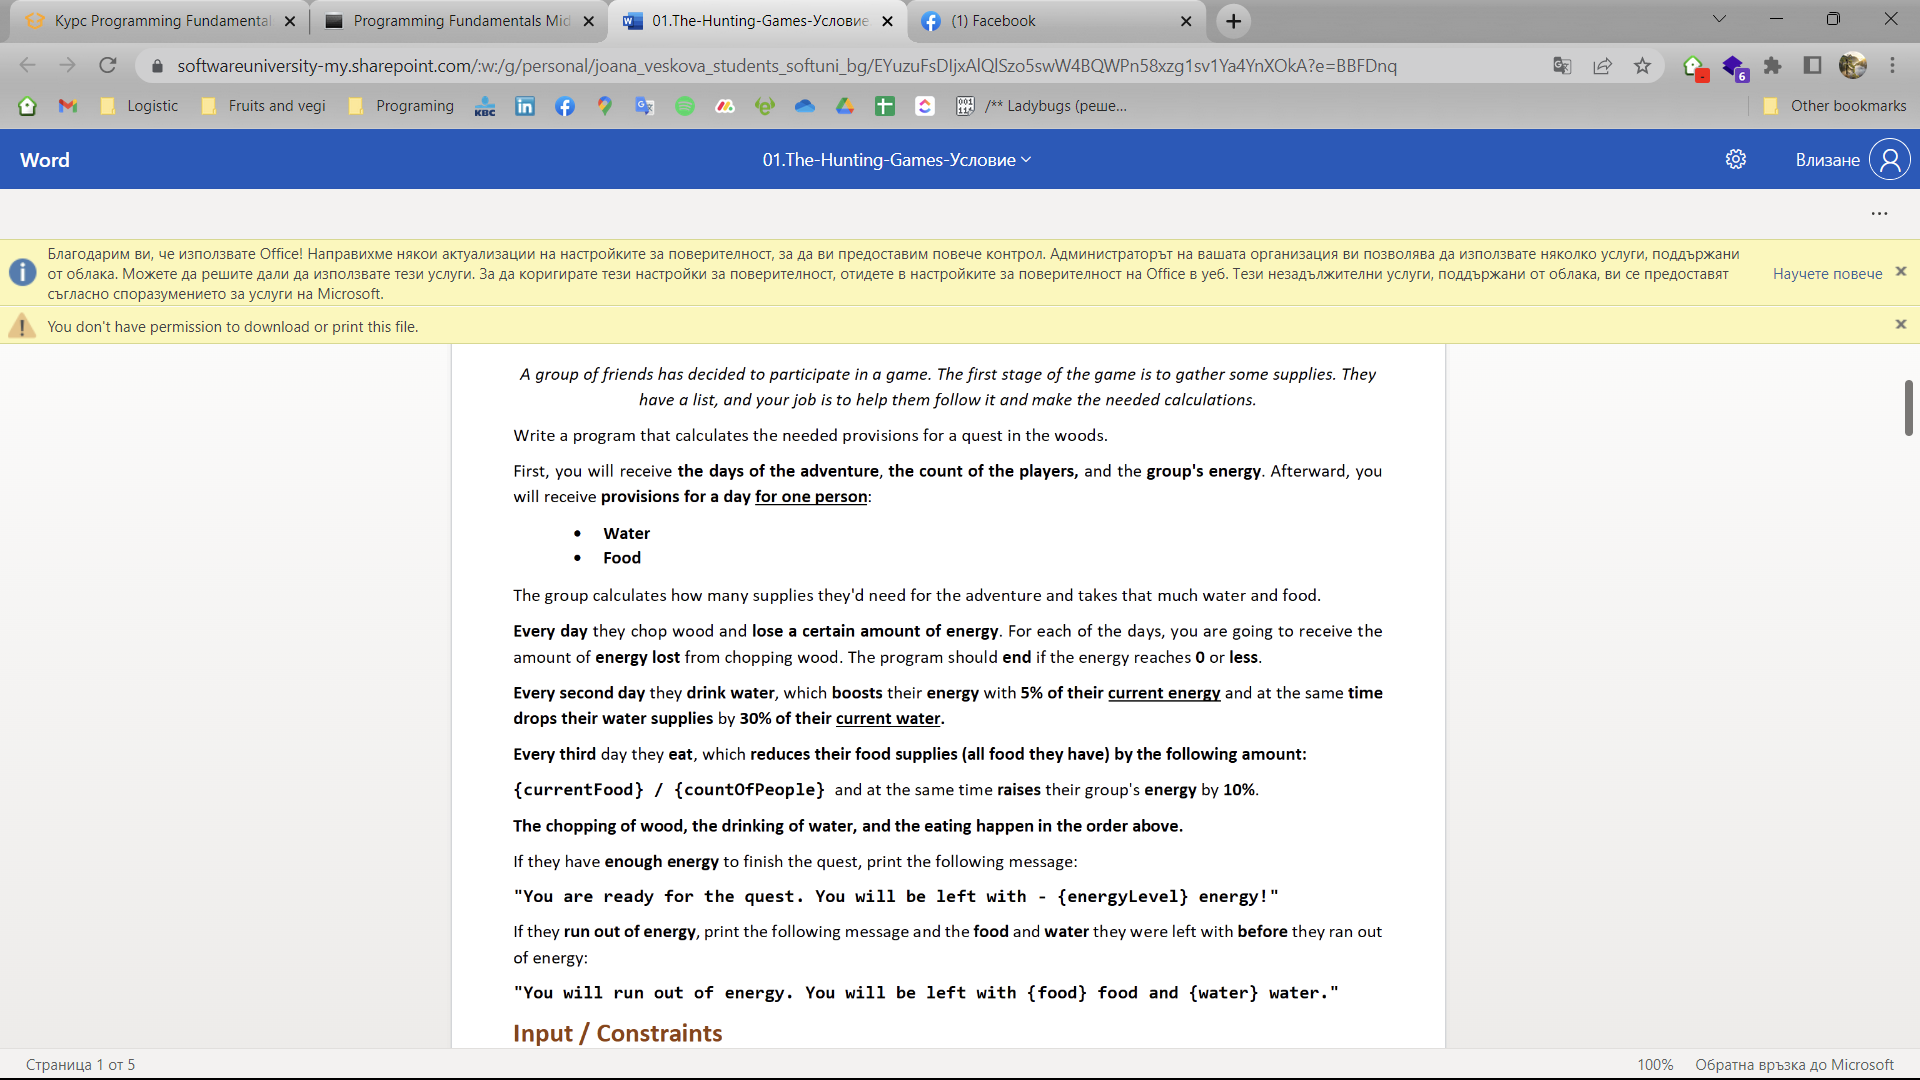 Курс Programming Fundamental
Programming Fundamentals Mid
01.The-Hunting-Games-Условие
(1) Facebook
softwareuniversity-my.sharepoint.com/:w:/g/personal/joana_veskova_students_softuni_bg/EYuzuFsDIjxAlQlSzo5swW4BQWPn58xzg1sv1Ya4YnXOkA?e=BBFDnq
6
Logistic
Fruits and vegi
Programing
KBC
/** Ladybugs (реше...
Other bookmarks
Word
01.The-Hunting-Games-Условие
Влизане
Благодарим ви, че използвате Office! Направихме някои актуализации на настройките за поверителност, за да ви предоставим повече контрол. Администраторът на вашата организация ви позволява да използвате няколко услуги, поддържани
от облака. Можете да решите дали да използвате тези услуги. За да коригирате тези настройки за поверителност, отидете в настройките за поверителност на Office в уеб. Тези незадължителни услуги, поддържани от облака, ви се предоставят
съгласно споразумението за услуги на Microsoft.
Научете повече
You don't have permission to download or print this file.
A group of friends has decided to participate in a game. The first stage of the game is to gather some supplies. They
have a list, and your job is to help them follow it and make the needed calculations.
Write a program that calculates the needed provisions for a quest in the woods.
First, you will receive the days of the adventure, the count of the players, and the group's energy. Afterward, you
will receive provisions for a day for one person:
• Water
• Food
The group calculates how many supplies they'd need for the adventure and takes that much water and food.
Every day they chop wood and lose a certain amount of energy. For each of the days, you are going to receive the
amount of energy lost from chopping wood. The program should end if the energy reaches 0 or less.
Every second day they drink water, which boosts their energy with 5% of their current energy and at the same time
drops their water supplies by 30% of their current water.
Every third day they eat, which reduces their food supplies (all food they have) by the following amount:
{currentFood} / {countOfPeople} and at the same time raises their group's energy by 10%.
The chopping of wood, the drinking of water, and the eating happen in the order above.
If they have enough energy to finish the quest, print the following message:
"You are ready for the quest. You will be left with - {energyLevel} energy!"
If they run out of energy, print the following message and the food and water they were left with before they ran out
of energy:
"You will run out of energy. You will be left with {food} food and {water} water."
Input / Constraints
Страница 1 от 5
100%
Обратна връзка до Microsoft